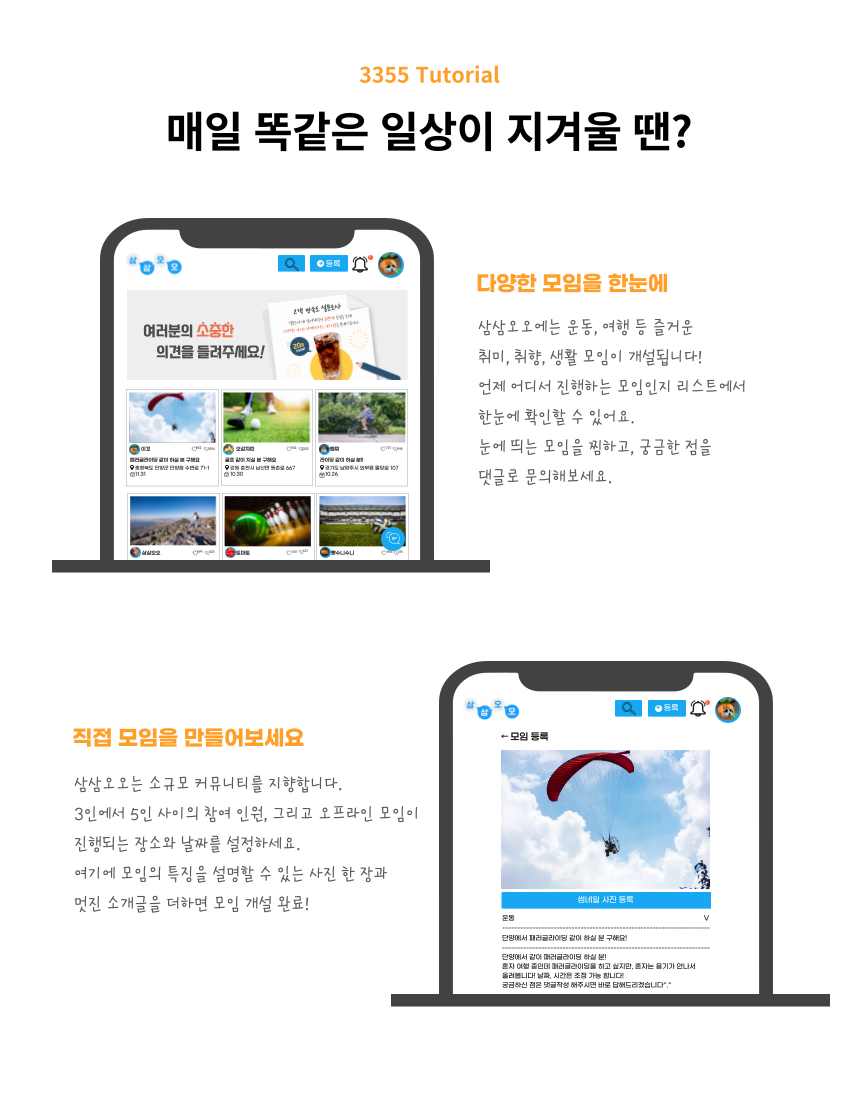 3355 Tutorial
매일 똑같은 일상이 지겨울 땐?
삼삼오오
등록
여러분의 소중한
의견을 들려주세요!
고객 만족도 설문조사
이고
패러글라이딩 같이 하실 분 구해요
충청북도 단양군 단양읍 수변로 71-1
11.31
골프 같이 치실 분 구해요
강원 춘천시 남산면 동촌로 667
10.30
라이딩 같이 하실 분!!
경기도 남양주시 와부읍 팔당로 107
10.26
삼삼오오
토마토
빵수니수니
다양한 모임을 한눈에
삼삼오오에는 운동, 여행 등 즐거운
취미, 취향, 생활 모임이 개설됩니다!
언제 어디서 진행하는 모임인지 리스트에서
한눈에 확인할 수 있어요.
눈에 띄는 모임을 찜하고, 궁금한 점을
댓글로 문의해보세요.
직접 모임을 만들어보세요
삼삼오오는 소규모 커뮤니티를 지향합니다.
3인에서 5인 사이의 참여 인원, 그리고 오프라인 모임이
진행되는 장소와 날짜를 설정하세요.
여기에 모임의 특징을 설명할 수 있는 사진 한 장과
멋진 소개글을 더하면 모임 개설 완료!
삼삼오오
등록
←모임 등록
썸네일 사진 등록
운동 V
단양에서 패러글라이딩 같이 하실 분 구해요!
단양에서 같이 패러글라이딩 하실 분!
혼자 여행 중인데 패러글라이딩을 하고 싶지만, 혼자는 용기가 안나서
올려봅니다! 날짜, 시간은 조정 가능 합니다!
궁금하신 점은 댓글작성 해주시면 바로 답해드리겠습니다^.^